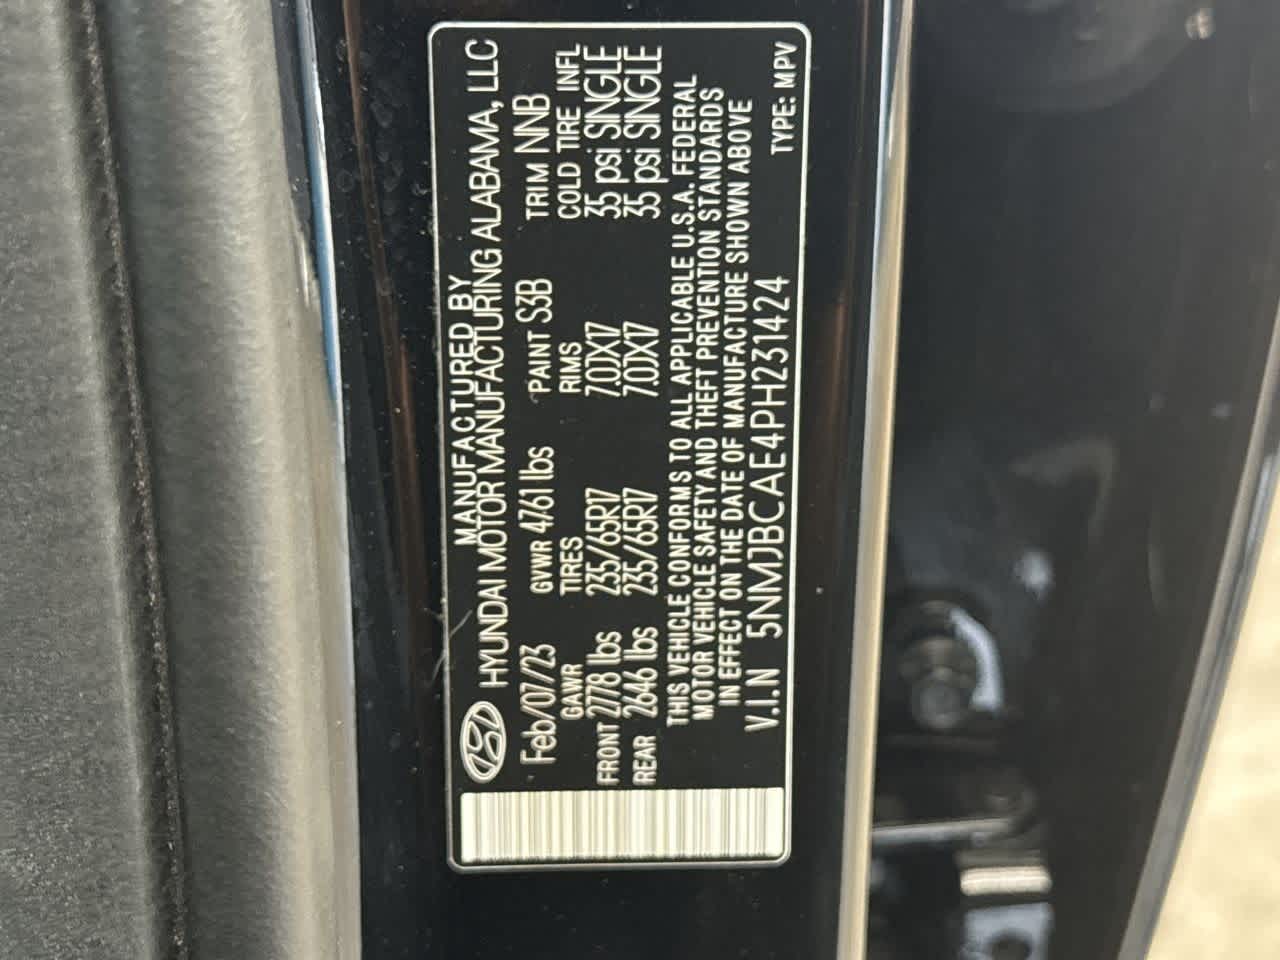 MANUFACTURED BY
HYUNDAI MOTOR MANUFACTURING ALABAMA, LLC
Feb/07/23 GVWR 4761 lbs PAINT S3B TRIM NNB
GAWR TIRES RIMS COLD TIRE INFL
FRONT 2778 lbs 235/65R17 7.0JX17 35 psi SINGLE
REAR 2646 lbs 235/65R17 7.0JX17 35 psi SINGLE
THIS VEHICLE CONFORMS TO ALL APPLICABLE U.S.A. FEDERAL
MOTOR VEHICLE SAFETY AND THEFT PREVENTION STANDARDS
IN EFFECT ON THE DATE OF MANUFACTURE SHOWN ABOVE
V.I.N 5NMJBCAE4PH231424 TYPE: MPV